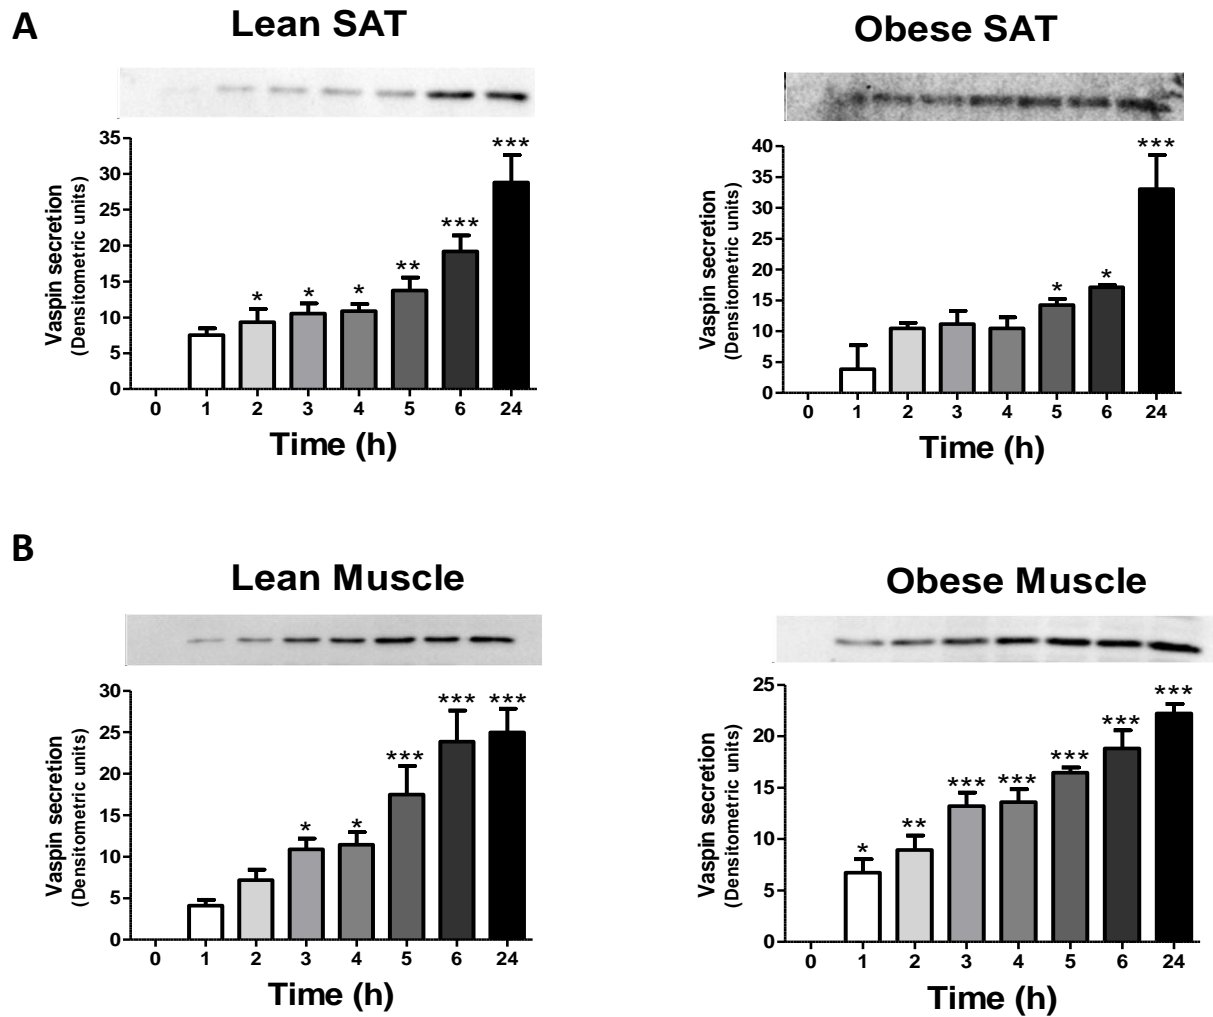 A
Lean SAT
Obese SAT
Vaspin secretion
(Densitometric units)
35
30
25
20
15
10
5
0
*
*
*
**
***
***
0 1 2 3 4 5 6 24
Time (h)
Vaspin secretion
(Densitometric units)
40
35
30
25
20
15
10
5
0
*
*
***
0 1 2 3 4 5 6 24
Time (h)
B
Lean Muscle
Obese Muscle
Vaspin secretion
(Densitometric units)
30
25
20
15
10
5
0
*
*
***
***
***
0 1 2 3 4 5 6 24
Time (h)
Vaspin secretion
(Densitometric units)
25
20
15
10
5
0
*
**
***
***
***
***
***
0 1 2 3 4 5 6 24
Time (h)